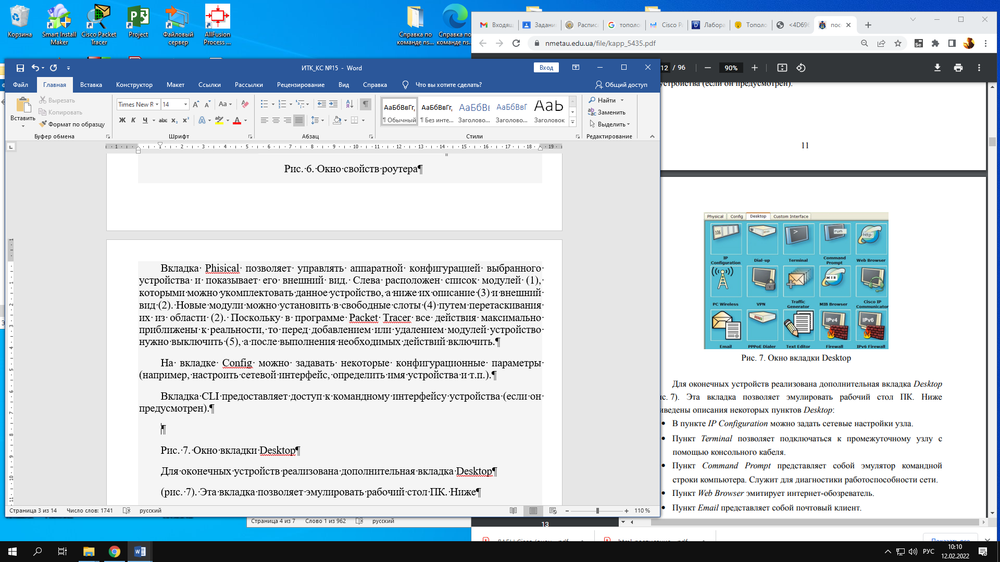 Корзина
Smart Install Maker
Cisco Packet Tracer
Project
Файловый сервер
AllFusion Process ...
Справка по команде ns...
Справка по команде ns...
Входящ
Задани
Расписа
тополо
Cisco Pa
Лабора
Тополо
<4D696
пос
nmetau.edu.ua/file/kapp_5435.pdf
12 / 96
90%
ИТК_КС №15 - Word
Вход
Файл
Главная
Вставка
Конструктор
Макет
Ссылки
Рассылки
Рецензирование
Вид
Справка
Что вы хотите сделать?
Общий доступ
Вставить
Вырезать
Копировать
Формат по образцу
Буфер обмена
Times New R
14
Aa
Ж К Ч abc x₂ x²
Шрифт
Абзац
АаБбВвГг,
¶ Обычный
АаБбВвГг,
¶ Без инте...
АаБбВв
Заголово...
АаБбВвГ
Заголово...
АаЬ
Заголовок
Стили
Найти
Заменить
Выделить
Редактирование
1 1 2 3 4 5 6 7 8 9 10 11 12 13 14 15 16 17 18 19
Рис. 6. Окно свойств роутера¶
Вкладка Phisical позволяет управлять аппаратной конфигурацией выбранного
устройства и показывает его внешний вид. Слева расположен список модулей (1),
которыми можно укомплектовать данное устройство, а ниже их описание (3) и внешний
вид (2). Новые модули можно установить в свободные слоты (4) путем перетаскивания
их из области (2). Поскольку в программе Packet Tracer все действия максимально
приближены к реальности, то перед добавлением или удалением модулей устройство
нужно выключить (5), а после выполнения необходимых действий включить.¶
На вкладке Config можно задавать некоторые конфигурационные параметры
(например, настроить сетевой интерфейс, определить имя устройства и т.п.).¶
Вкладка CLI предоставляет доступ к командному интерфейсу устройства (если он
предусмотрен).¶
¶
Рис. 7. Окно вкладки Desktop¶
Для оконечных устройств реализована дополнительная вкладка Desktop¶
(рис. 7). Эта вкладка позволяет эмулировать рабочий стол ПК. Ниже¶
Страница 3 из 14
Число слов: 1741
русский
110 %
Страница 4 из 7
Слово 1 из 962
русский
устройства (если он предусмотрен).
11
Physical
Config
Desktop
Custom Interface
106
run
http:
IP Configuration
Dial-up
Terminal
Command Prompt
Web Browser
MIB
PC Wireless
VPN
Traffic Generator
MIB Browser
Cisco IP Communicator
IPv4
IPv6
Email
PPPoE Dialer
Text Editor
Firewall
IPv6 Firewall
Рис. 7. Окно вкладки Desktop
Для оконечных устройств реализована дополнительная вкладка Desktop
ис. 7). Эта вкладка позволяет эмулировать рабочий стол ПК. Ниже
иведены описания некоторых пунктов Desktop:
• В пункте IP Configuration можно задать сетевые настройки узла.
• Пункт Terminal позволяет подключаться к промежуточному узлу с
помощью консольного кабеля.
• Пункт Command Prompt представляет собой эмулятор командной
строки компьютера. Служит для диагностики работоспособности сети.
• Пункт Web Browser эмитирует интернет-обозреватель.
• Пункт Email представляет собой почтовый клиент.
13
Показать все
РУС
10:10
12.02.2022